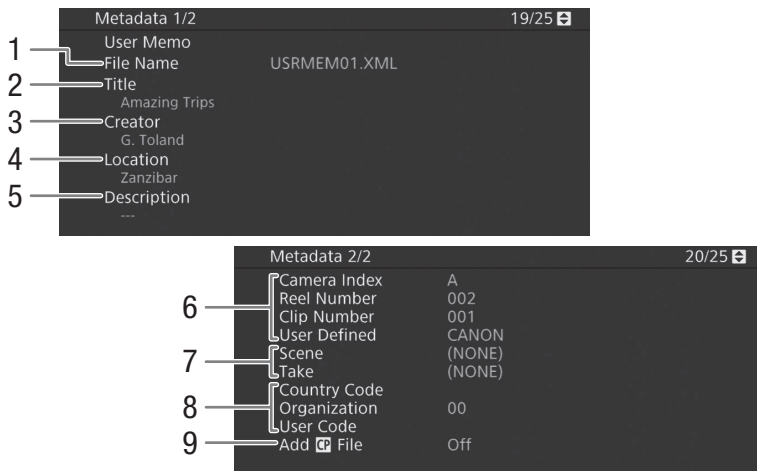 Metadata 1/2 19/25
User Memo
1 File Name USRMEM01.XML
2 Title
Amazing Trips
3 Creator
G. Toland
4 Location
Zanzibar
5 Description
---
Metadata 2/2 20/25
6 Camera Index A
Reel Number 002
Clip Number 001
User Defined CANON
7 Scene (NONE)
Take (NONE)
8 Country Code
Organization 00
User Code
9 Add CP File Off